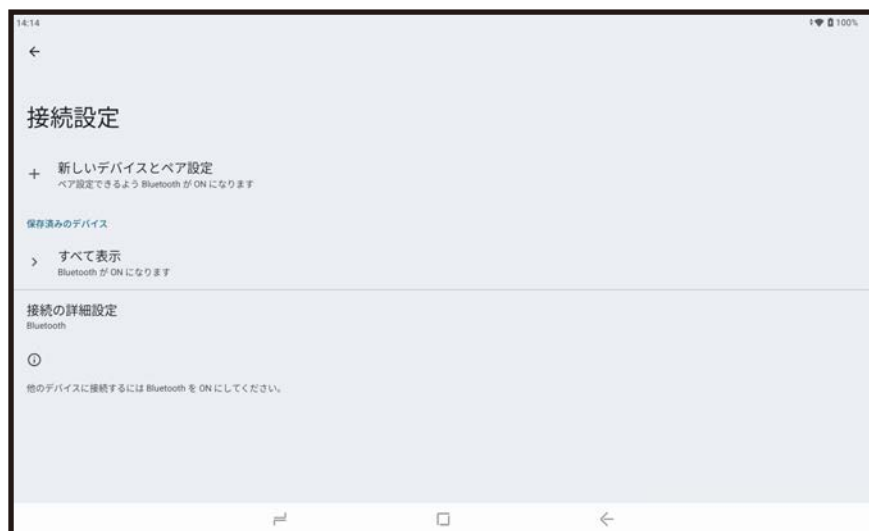 14:14
100%
接続設定
新しいデバイスとペア設定
ペア設定できるよう Bluetooth が ON になります
保存済みのデバイス
すべて表示
Bluetooth が ON になります
接続の詳細設定
Bluetooth
他のデバイスに接続するには Bluetooth を ON にしてください。